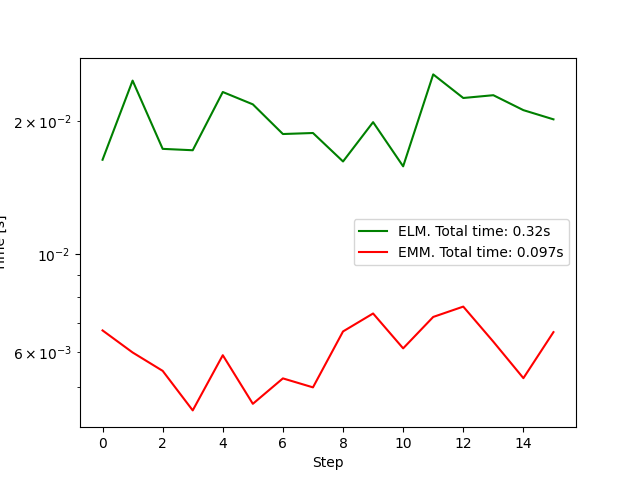 2 × 10⁻²
10⁻²
6 × 10⁻³
ELM. Total time: 0.32s
EMM. Total time: 0.097s
0 2 4 6 8 10 12 14
Step